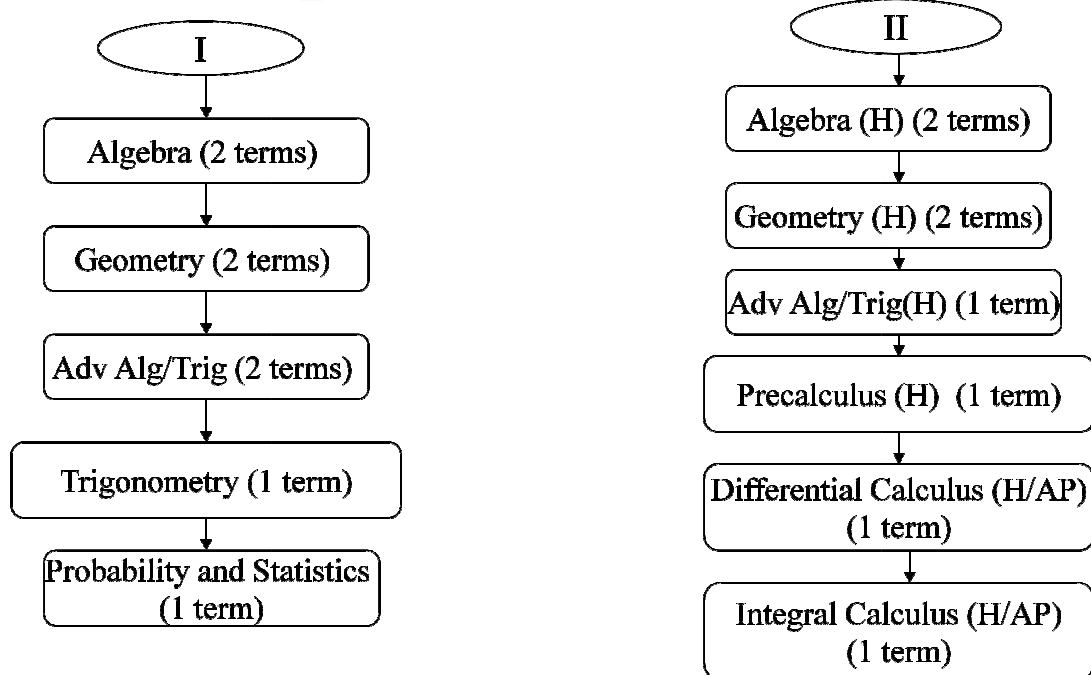 I
Algebra (2 terms)
Geometry (2 terms)
Adv Alg/Trig (2 terms)
Trigonometry (1 term)
Probability and Statistics
(1 term)
II
Algebra (H) (2 terms)
Geometry (H) (2 terms)
Adv Alg/Trig(H) (1 term)
Precalculus (H) (1 term)
Differential Calculus (H/AP)
(1 term)
Integral Calculus (H/AP)
(1 term)